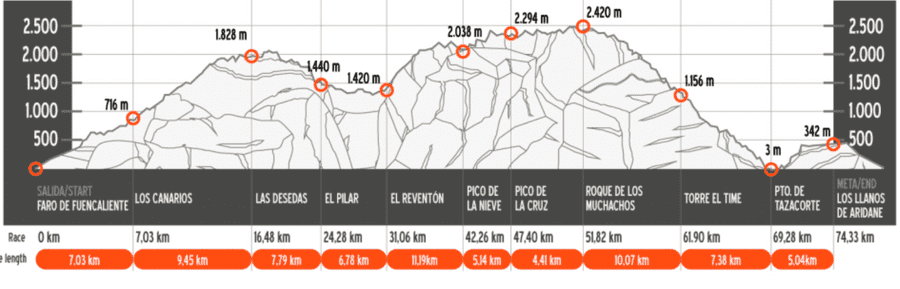 2.500
2.000
1.500
1.000
500
716 m
1.828 m
1.440 m
1.420 m
2.038 m
2.294 m
2.420 m
1.156 m
3 m
342 m
2.500
2.000
1.500
1.000
500
SALIDA/START
FARO DE FUENCALIENTE
LOS CANARIOS
LAS DESEDAS
EL PILAR
EL REVENTÓN
PICO DE
LA NIEVE
PICO DE
LA CRUZ
ROQUE DE LOS
MUCHACHOS
TORRE EL TIME
PTO. DE
TAZACORTE
META/END
LOS LLANOS
DE ARIDANE
Race 0 km 7,03 km 16,48 km 24,28 km 31,06 km 42,26 km 47,40 km 51,82 km 61.90 km 69,28 km 74,33 km
e length 7,03 km 9,45 km 7,79 km 6,78 km 11,19km 5,14 km 4,41 km 10,07 km 7,38 km 5,04km